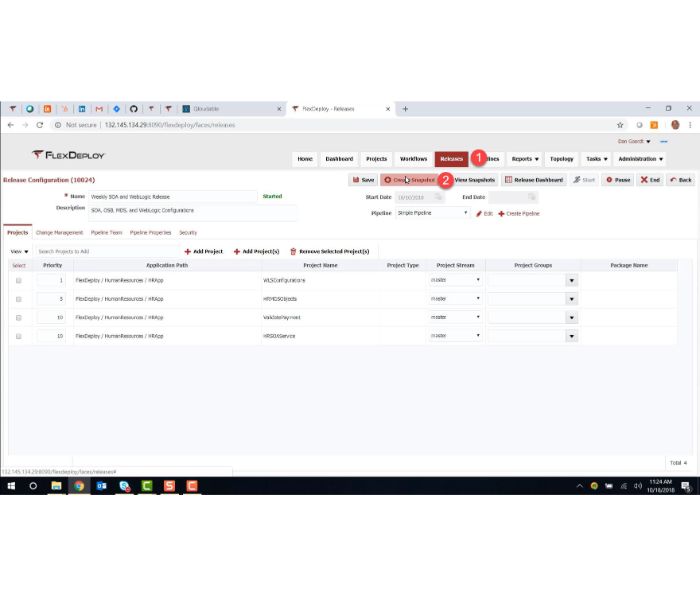 Qloudable × FlexDeploy - Releases × +
Not secure | 132.145.134.29:8090/flexdeploy/faces/releases
Dan Goerdt
FLEXDEPLOY Home Dashboard Projects Workflows Releases 1 lines Reports Topology Tasks Administration
Release Configuration (10024) Save Create Snapshot 2 View Snapshots Release Dashboard Start Pause End Back
* Name Weekly SOA and WebLogic Release Started Start Date 10/10/2018 End Date
Description SOA, OSB, MDS, and WebLogic Configurations Pipeline Simple Pipeline Edit Create Pipeline
Projects Change Management Pipeline Team Pipeline Properties Security
View Search Projects to Add Add Project Add Project(s) Remove Selected Project(s)
Select Priority Application Path Project Name Project Type Project Stream Project Groups Package Name
1 FlexDeploy / HumanResources / HRApp WLSConfigurations master
5 FlexDeploy / HumanResources / HRApp HRMDSObjects master
10 FlexDeploy / HumanResources / HRApp ValidatePayment master
10 FlexDeploy / HumanResources / HRApp HRSOAService master
Total 4
132.145.134.29:8090/flexdeploy/faces/releases#
11:24 AM
10/18/2018